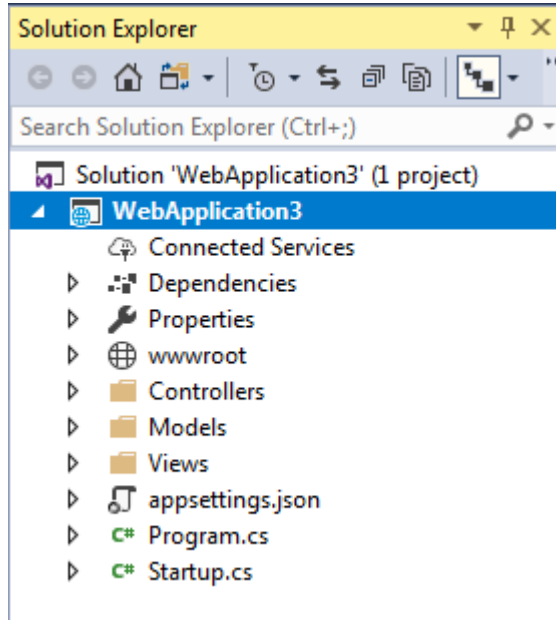 Solution Explorer
Search Solution Explorer (Ctrl+;)
Solution 'WebApplication3' (1 project)
WebApplication3
Connected Services
Dependencies
Properties
wwwroot
Controllers
Models
Views
appsettings.json
C# Program.cs
C# Startup.cs